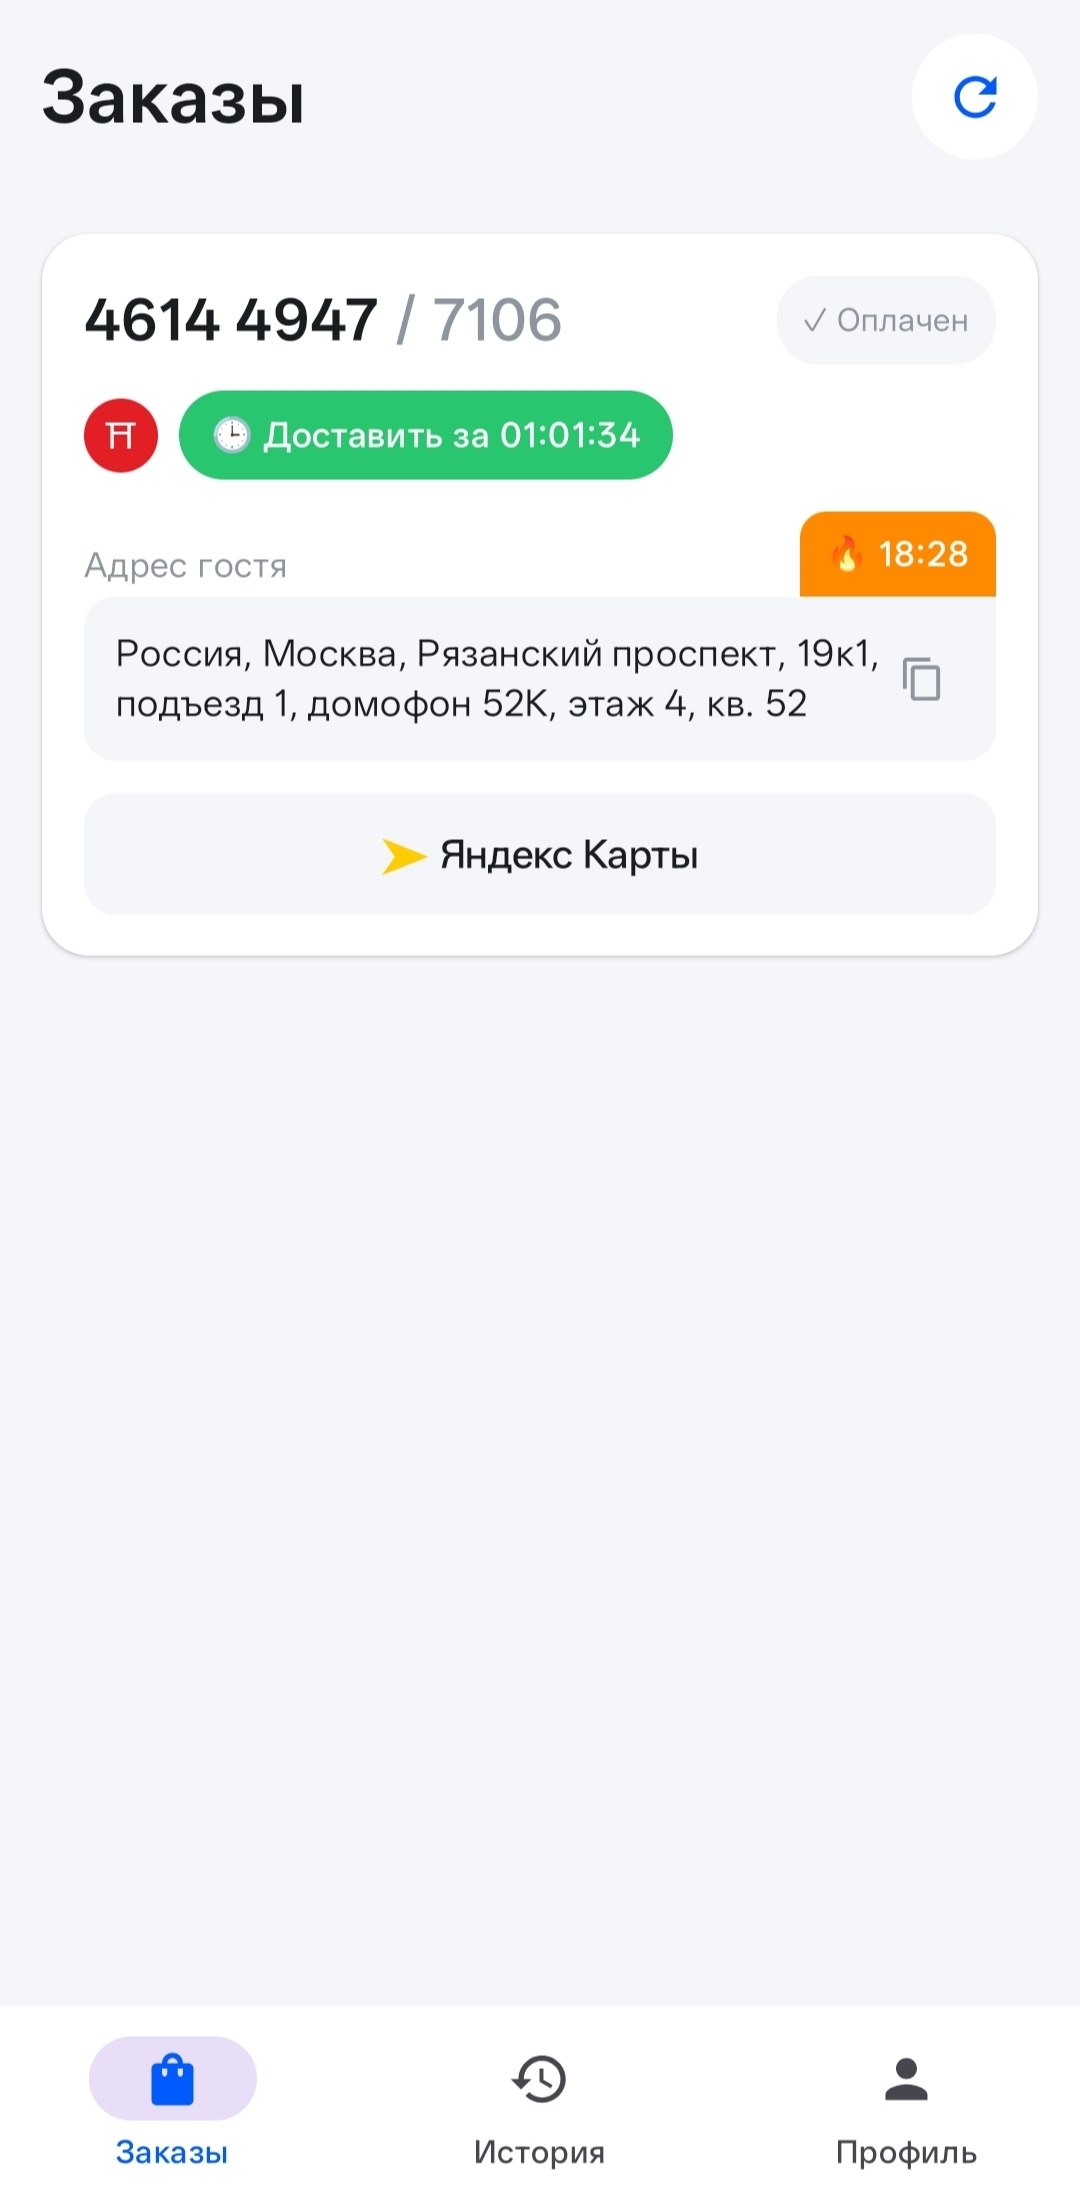 Заказы
4614 4947 / 7106
✓ Оплачен
Доставить за 01:01:34
Адрес гостя
18:28
Россия, Москва, Рязанский проспект, 19к1,
подъезд 1, домофон 52К, этаж 4, кв. 52
Яндекс Карты
Заказы
История
Профиль